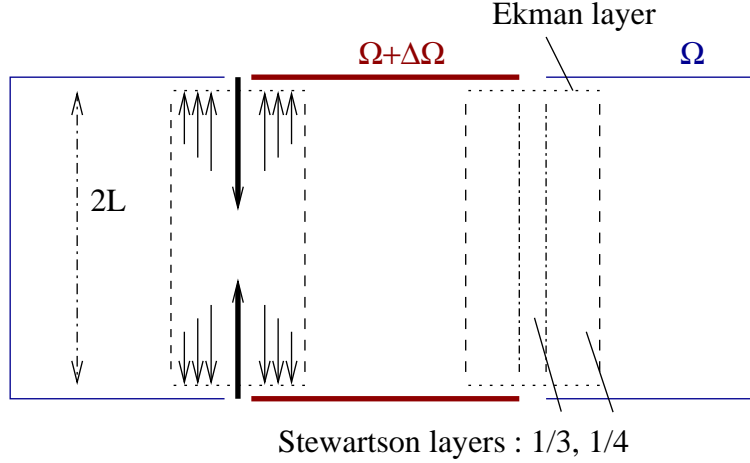 Ekman layer
Ω+ΔΩ
Ω
2L
Stewartson layers : 1/3, 1/4